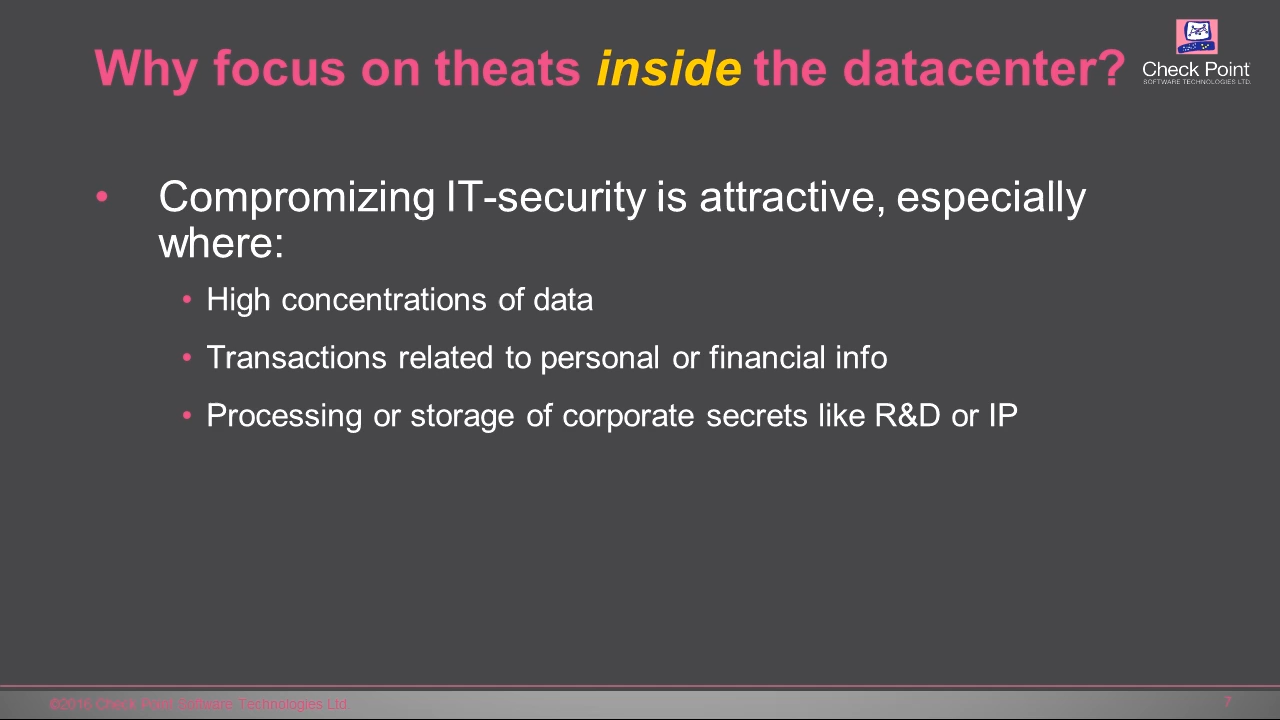 Why focus on theats inside the datacenter?
Check Point
SOFTWARE TECHNOLOGIES LTD.
• Compromizing IT-security is attractive, especially
where:
• High concentrations of data
• Transactions related to personal or financial info
• Processing or storage of corporate secrets like R&D or IP
©2016 Check Point Software Technologies Ltd.
7